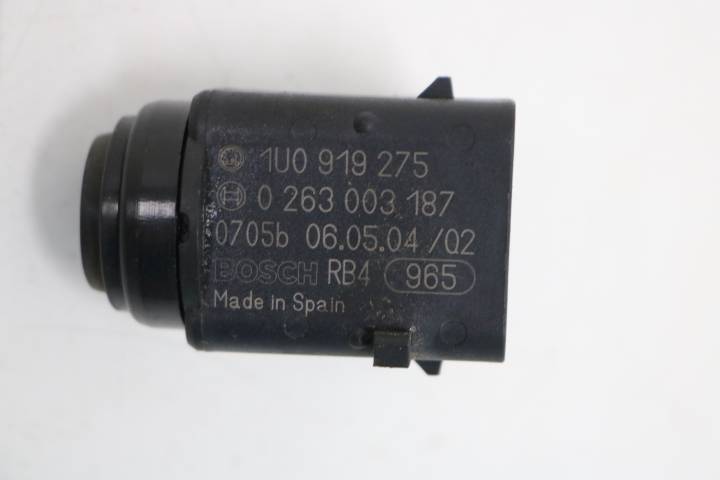 1U0 919 275
0 263 003 187
0705b 06.05.04 /Q2
BOSCH RB4 965
Made in Spain